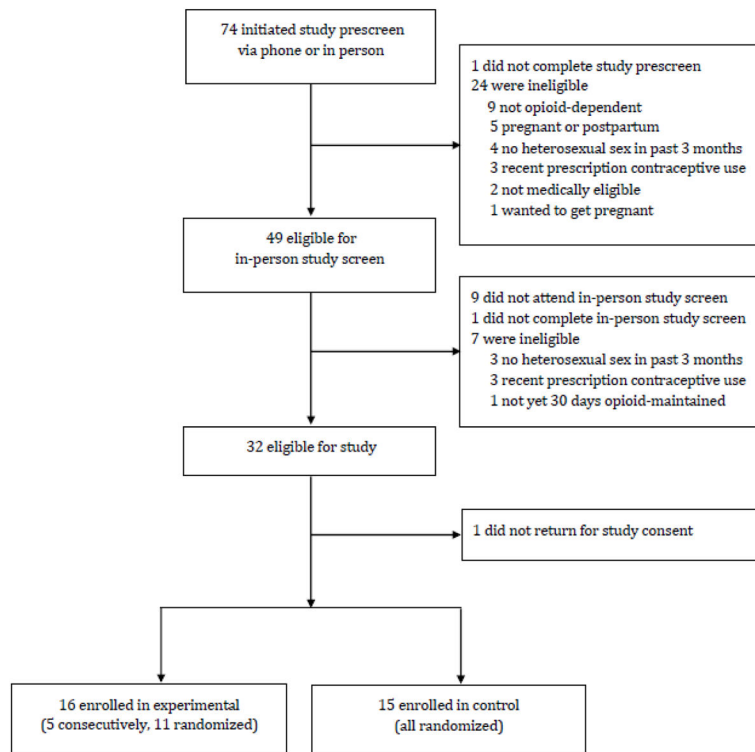 74 initiated study prescreen
via phone or in person
1 did not complete study prescreen
24 were ineligible
9 not opioid-dependent
5 pregnant or postpartum
4 no heterosexual sex in past 3 months
3 recent prescription contraceptive use
2 not medically eligible
1 wanted to get pregnant
49 eligible for
in-person study screen
9 did not attend in-person study screen
1 did not complete in-person study screen
7 were ineligible
3 no heterosexual sex in past 3 months
3 recent prescription contraceptive use
1 not yet 30 days opioid-maintained
32 eligible for study
1 did not return for study consent
16 enrolled in experimental
(5 consecutively, 11 randomized)
15 enrolled in control
(all randomized)